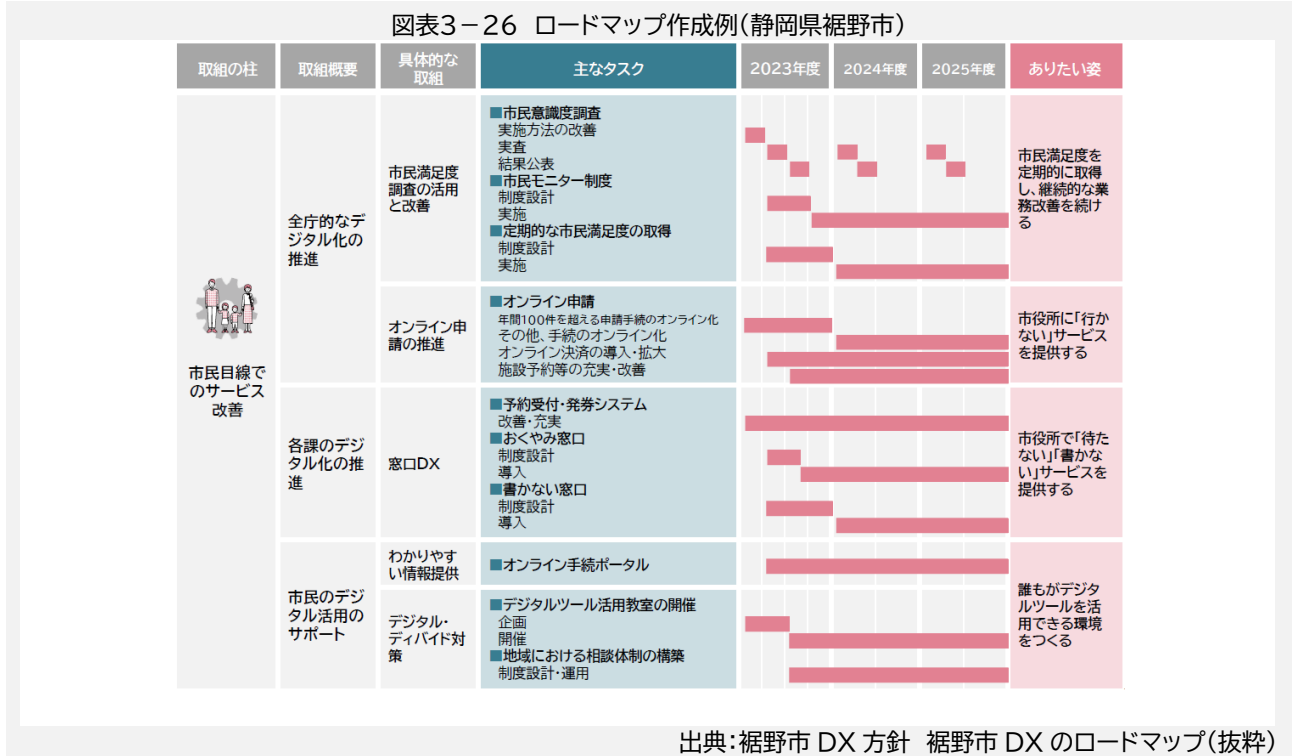 図表3－26 ロードマップ作成例(静岡県裾野市)
取組の柱
取組概要
具体的な
取組
主なタスク
2023年度
2024年度
2025年度
ありたい姿
市民目線で
のサービス
改善
全庁的なデ
ジタル化の
推進
市民満足度
調査の活用
と改善
■市民意識度調査
実施方法の改善
実査
結果公表
■市民モニター制度
制度設計
実施
■定期的な市民満足度の取得
制度設計
実施
市民満足度を
定期的に取得
し、継続的な業
務改善を続け
る
オンライン申
請の推進
■オンライン申請
年間100件を超える申請手続のオンライン化
その他、手続のオンライン化
オンライン決済の導入・拡大
施設予約等の充実・改善
市役所に「行か
ない」サービス
を提供する
各課のデジ
タル化の推
進
窓口DX
■予約受付・発券システム
改善・充実
■おくやみ窓口
制度設計
導入
■書かない窓口
制度設計
導入
市役所で「待た
ない」「書かな
い」サービスを
提供する
市民のデジ
タル活用の
サポート
わかりやす
い情報提供
■オンライン手続ポータル
デジタル・
ディバイド対
策
■デジタルツール活用教室の開催
企画
開催
■地域における相談体制の構築
制度設計・運用
誰もがデジタ
ルツールを活
用できる環境
をつくる
出典：裾野市 DX 方針 裾野市 DX のロードマップ(抜粋)